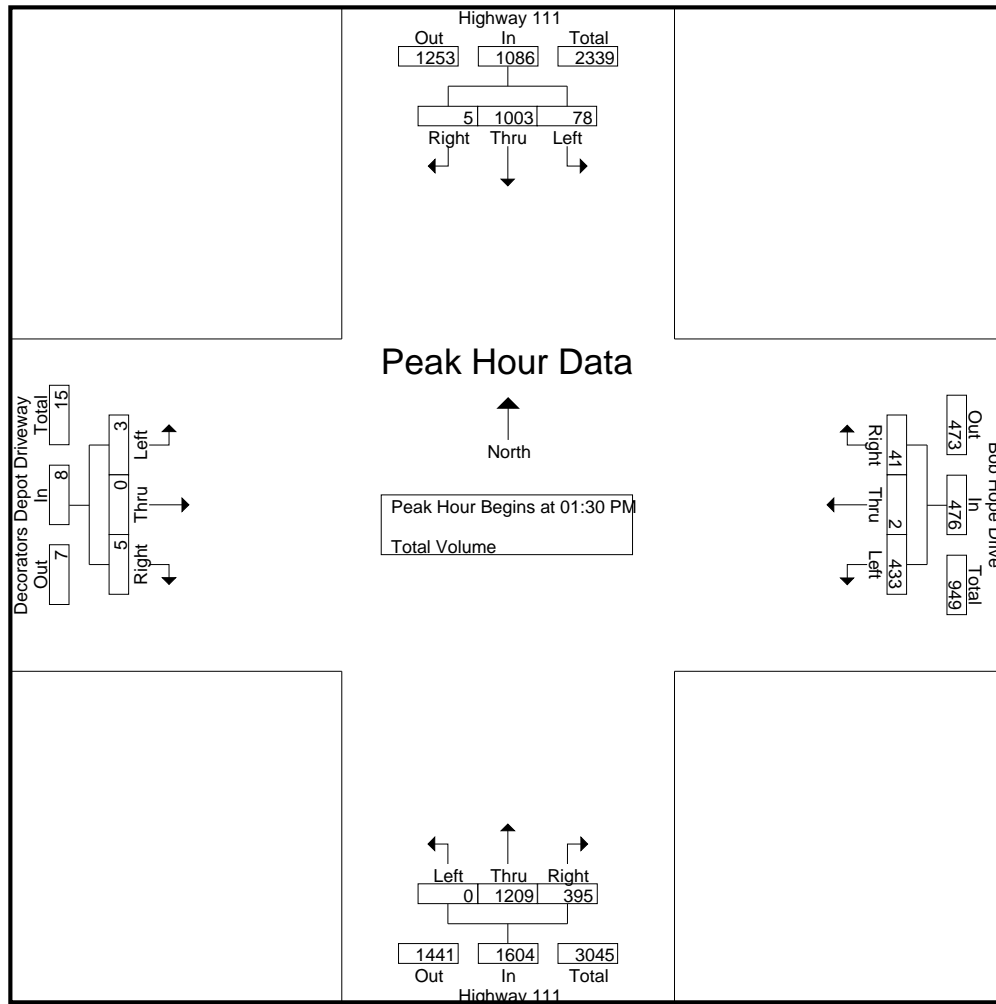 Highway 111
Out In Total
1253 1086 2339
5 1003 78
Right Thru Left
Peak Hour Data
North
Peak Hour Begins at 01:30 PM
Total Volume
Decorators Depot Driveway
Out In Total
7 8 15
3 0 5
Left Thru Right
Bob Hope Drive
Out In Total
473 476 949
41 2 433
Right Thru Left
Left Thru Right
0 1209 395
1441 1604 3045
Out In Total
Highway 111